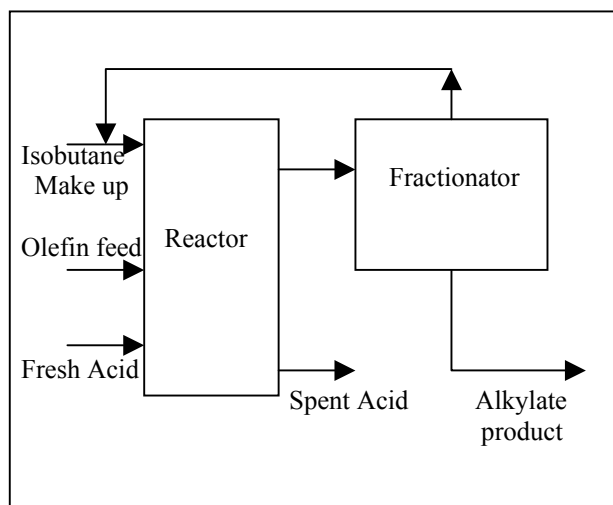 Isobutane
Make up
Olefin feed
Fresh Acid
Reactor
Fractionator
Spent Acid
Alkylate
product